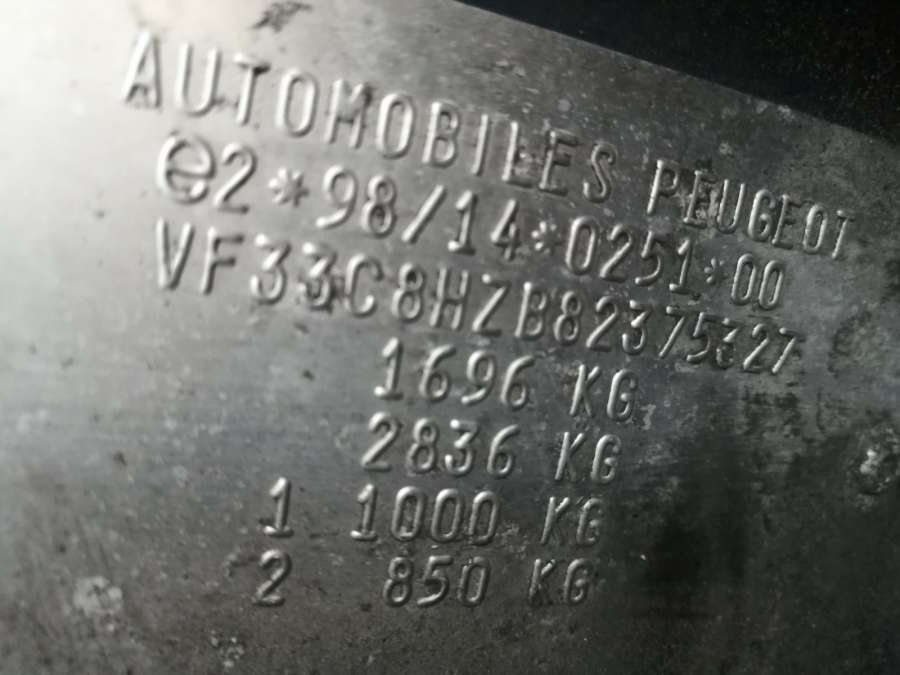 AUTOMOBILES PEUGEOT
e2*98/14*0251*00
VF33C8HZB82375327
1696 KG
2836 KG
1 1000 KG
2 850 KG